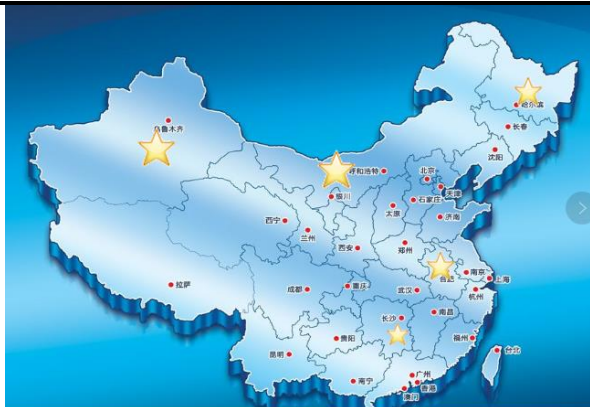 哈尔滨
长春
乌鲁木齐
沈阳
呼和浩特
北京
天津
银川
石家庄
太原
济南
西宁
兰州
西安
郑州
合肥
南京
上海
拉萨
成都
重庆
武汉
杭州
长沙
南昌
贵阳
福州
昆明
台北
南宁
广州
香港
澳门